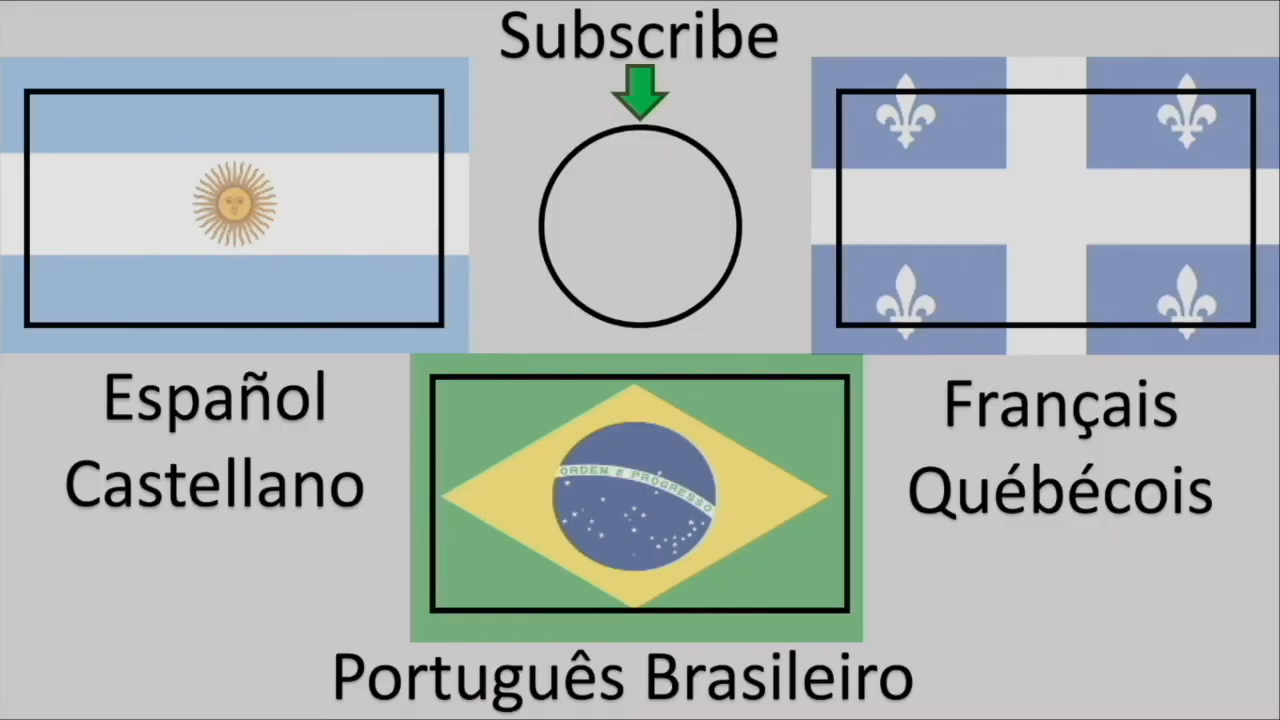 Subscribe
Español
Castellano
Français
Québécois
ORDEM E PROGRESSO
Português Brasileiro